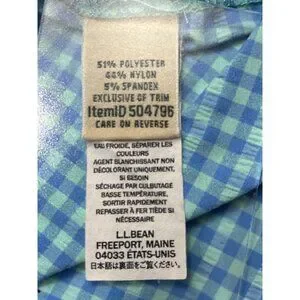 51% POLYESTER
44% NYLON
5% SPANDEX
EXCLUSIVE OF TRIM
ItemID 504796
CARE ON REVERSE
EAU FROIDE, SÉPARER LES
COULEURS
AGENT BLANCHISSANT NON
DÉCOLORANT UNIQUEMENT,
SI BESOIN
SÉCHAGE PAR CULBUTAGE
BASSE TEMPÉRATURE,
SORTIR RAPIDEMENT
REPASSER À FER TIÈDE SI
NÉCESSAIRE
L.L.BEAN
FREEPORT, MAINE
04033 ÉTATS-UNIS
日本語は裏面をご覧ください